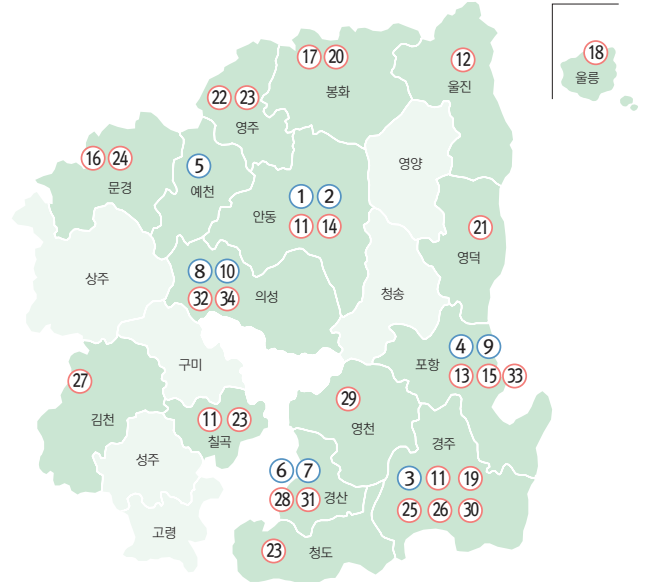 18
울릉
17 20
봉화
12
울진
22 23
영주
16 24
문경
5
예천
영양
1 2
안동
11 14
21
영덕
상주
8 10
의성
32 34
청송
구미
4 9
포항
13 15 33
27
김천
29
영천
11 23
칠곡
경주
성주
6 7
28 31 경산
3 11 19
25 26 30
고령
23 청도